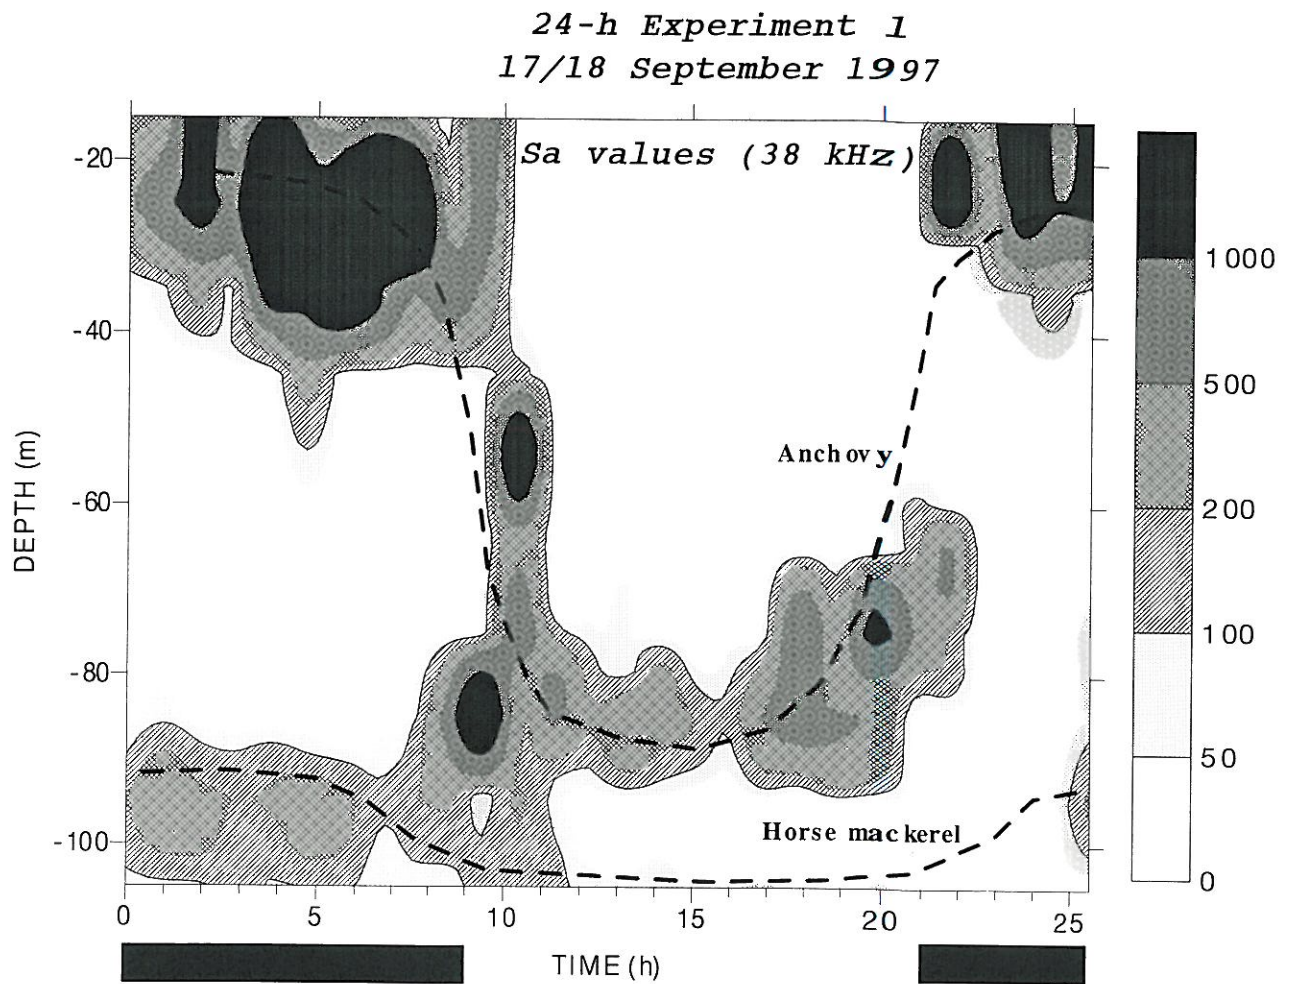 24-h Experiment 1
17/18 September 1997
Sa values (38 kHz)
-20
-40
-60
-80
-100
DEPTH (m)
Anchovy
Horse mackerel
1000
500
200
100
50
0
0 5 10 15 20 25
TIME (h)